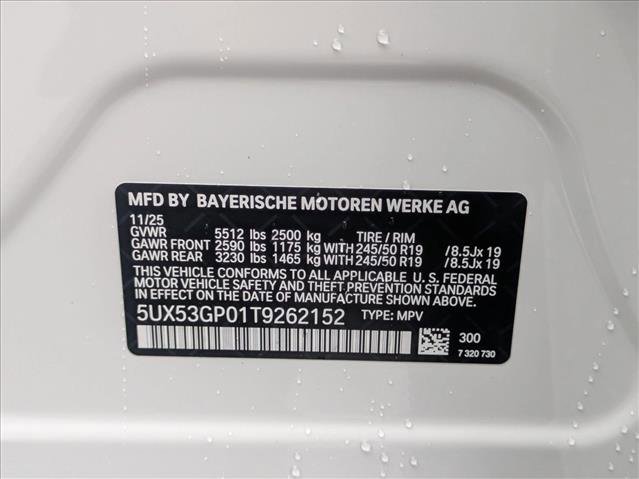 MFD BY BAYERISCHE MOTOREN WERKE AG
11/25
GVWR 5512 lbs 2500 kg TIRE / RIM
GAWR FRONT 2590 lbs 1175 kg WITH 245/50 R19 /8.5Jx 19
GAWR REAR 3230 lbs 1465 kg WITH 245/50 R19 /8.5Jx 19
THIS VEHICLE CONFORMS TO ALL APPLICABLE U. S. FEDERAL
MOTOR VEHICLE SAFETY, BUMPER, AND THEFT PREVENTION
STANDARDS IN EFFECT ON THE DATE OF MANUFACTURE SHOWN ABOVE.
5UX53GP01T9262152 TYPE: MPV
300
7 320 730